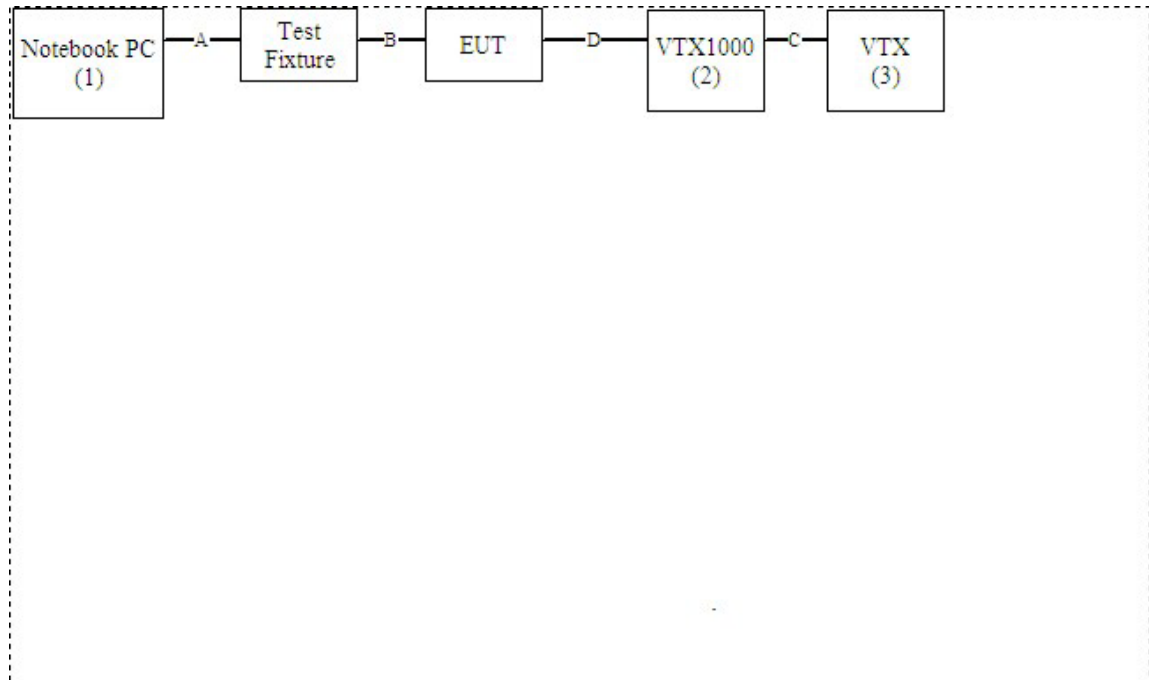 Notebook PC
(1)
A
Test
Fixture
B
EUT
D
VTX1000
(2)
C
VTX
(3)